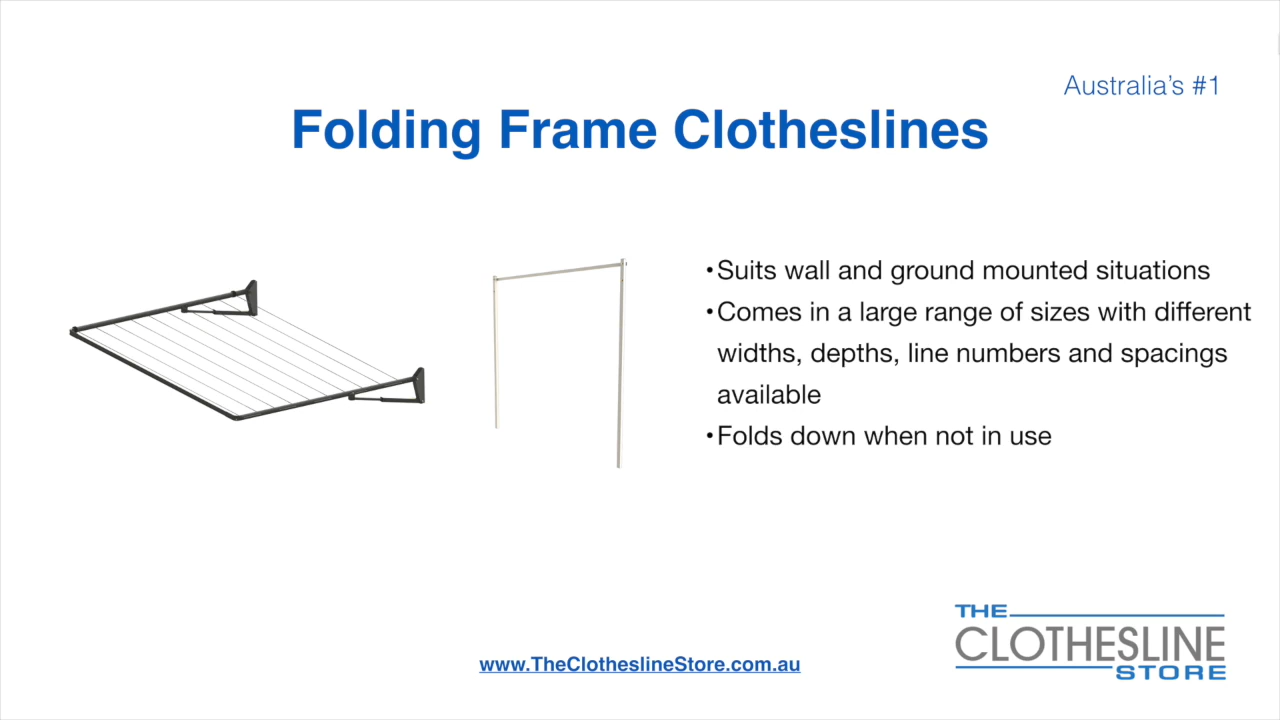 Australia's #1
Folding Frame Clotheslines
•Suits wall and ground mounted situations
•Comes in a large range of sizes with different
widths, depths, line numbers and spacings
available
•Folds down when not in use
www.TheClotheslineStore.com.au
THE
CLOTHESLINE
STORE